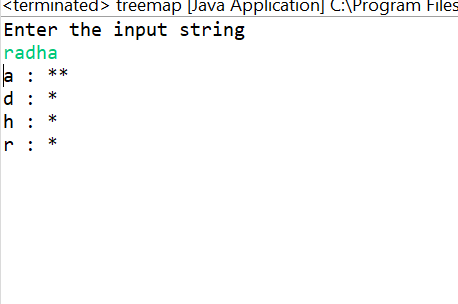 <terminated> treemap [Java Application] C:\Program Files
Enter the input string
radha
a : **
d : *
h : *
r : *